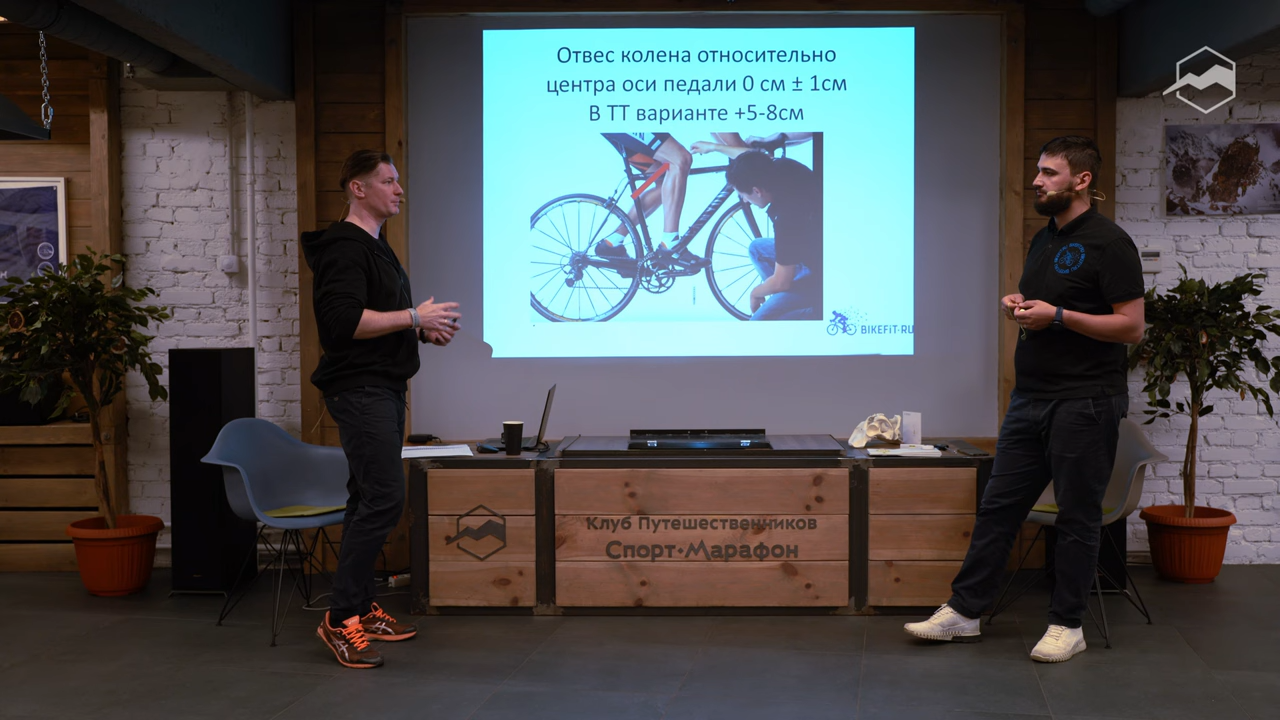 Отвес колена относительно
центра оси педали 0 см ± 1см
В ТТ варианте +5-8см
BIKEFIT·RU
Клуб Путешественников
Спорт·Марафон